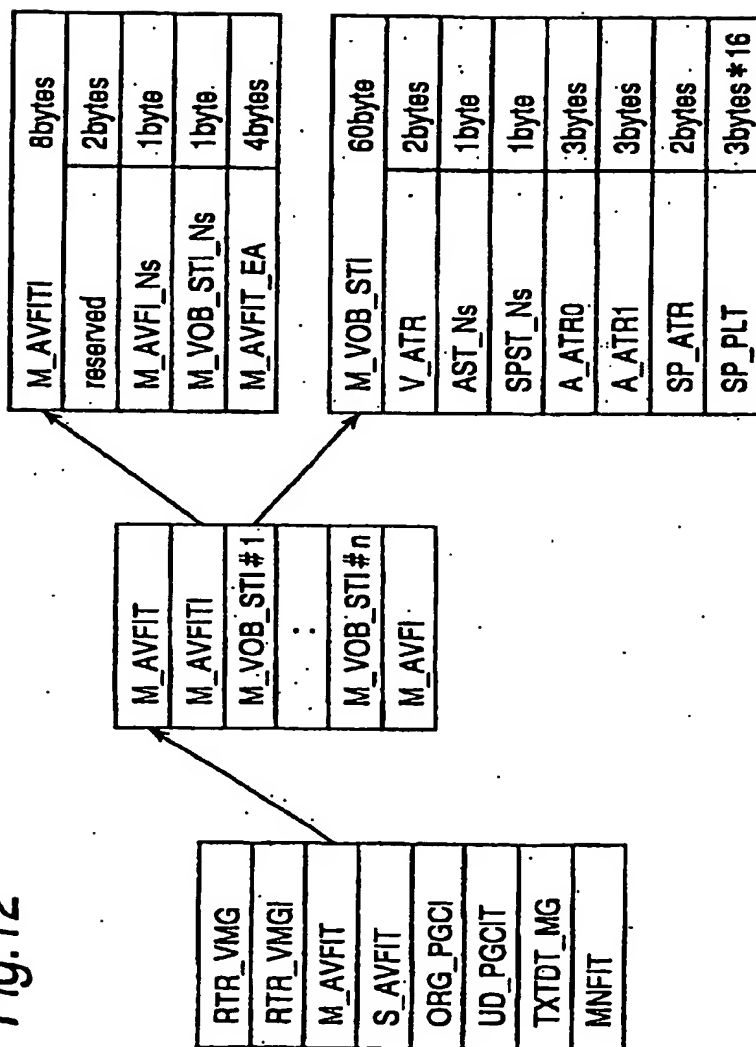 Fig.12
RTR_VMG
RTR_VMGI
M_AVFIT
S_AVFIT
ORG_PGCI
UD_PGCIT
TXTDT_MG
MNFIT
M_AVFIT
M_AVFITI
M_VOB_STI#1
:
M_VOB_STI#n
M_AVFI
M_AVFITI 8bytes
reserved 2bytes
M_AVFI_Ns 1byte
M_VOB_STI_Ns 1byte
M_AVFIT_EA 4bytes
M_VOB_STI 60byte
V_ATR 2bytes
AST_Ns 1byte
SPST_Ns 1byte
A_ATR0 3bytes
A_ATR1 3bytes
SP_ATR 2bytes
SP_PLT 3bytes*16